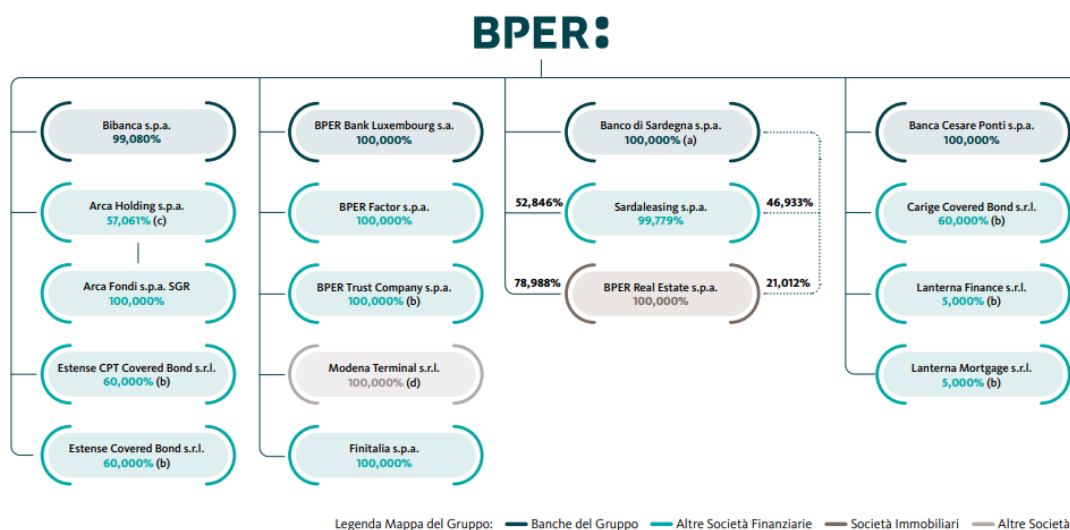 BPER:
Bibanca s.p.a.
99,080%
Arca Holding s.p.a.
57,061% (c)
Arca Fondi s.p.a. SGR
100,000%
Estense CPT Covered Bond s.r.l.
60,000% (b)
Estense Covered Bond s.r.l.
60,000% (b)
BPER Bank Luxembourg s.a.
100,000%
BPER Factor s.p.a.
100,000%
BPER Trust Company s.p.a.
100,000% (b)
Modena Terminal s.r.l.
100,000% (d)
Finitalia s.p.a.
100,000%
Banco di Sardegna s.p.a.
100,000% (a)
52,846%
Sardaleasing s.p.a.
99,779%
46,933%
78,988%
BPER Real Estate s.p.a.
100,000%
21,012%
Banca Cesare Ponti s.p.a.
100,000%
Carige Covered Bond s.r.l.
60,000% (b)
Lanterna Finance s.r.l.
5,000% (b)
Lanterna Mortgage s.r.l.
5,000% (b)
Legenda Mappa del Gruppo: Banche del Gruppo Altre Società Finanziarie Società Immobiliari Altre Società